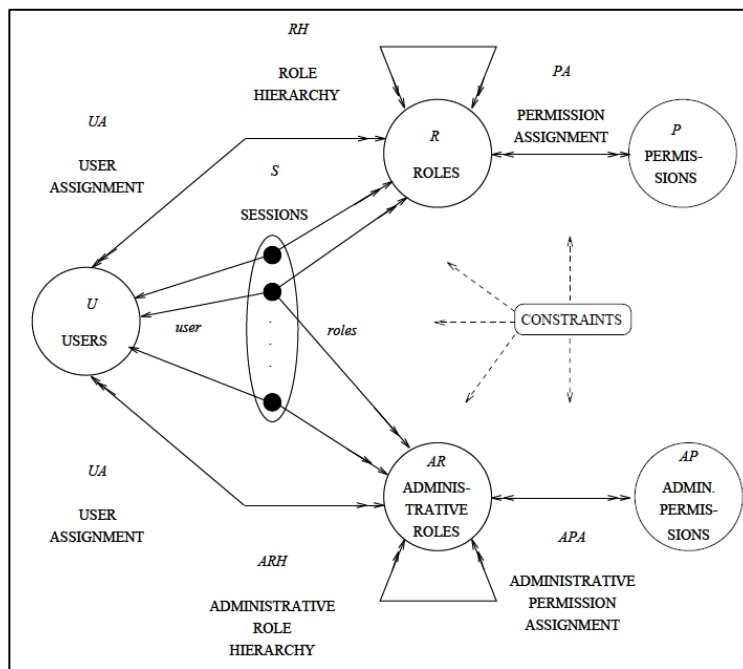 RH
ROLE
HIERARCHY
PA
PERMISSION
ASSIGNMENT
UA
USER
ASSIGNMENT
R
ROLES
P
PERMIS-
SIONS
S
SESSIONS
U
USERS
user
.
.
.
roles
CONSTRAINTS
UA
USER
ASSIGNMENT
AR
ADMINIS-
TRATIVE
ROLES
AP
ADMIN.
PERMIS-
SIONS
ARH
ADMINISTRATIVE
ROLE
HIERARCHY
APA
ADMINISTRATIVE
PERMISSION
ASSIGNMENT